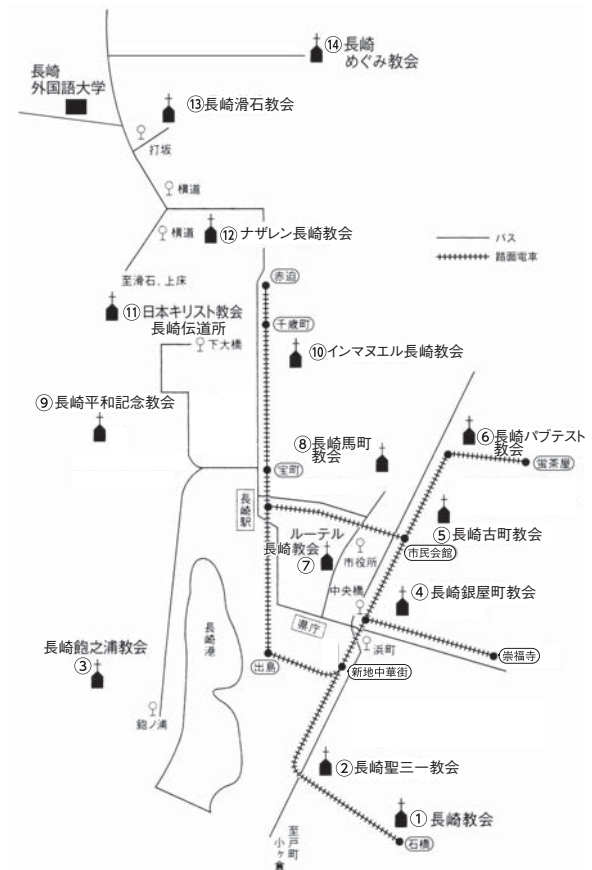 ⑭長崎
めぐみ教会
長崎
外国語大学
⑬長崎滑石教会
打坂
横道
横道
⑫ナザレン長崎教会
バス
路面電車
至滑石、上床
赤迫
⑪日本キリスト教会
長崎伝道所
千歳町
下大橋
⑩インマヌエル長崎教会
⑨長崎平和記念教会
⑧長崎馬町
教会
⑥長崎バプテスト
教会
宝町
蛍茶屋
長崎駅
⑤長崎古町教会
ルーテル
長崎教会
⑦
市役所
市民会館
中央橋
④長崎銀屋町教会
県庁
浜町
長崎港
長崎飽之浦教会
③
出島
新地中華街
崇福寺
飽ノ浦
②長崎聖三一教会
①長崎教会
石橋
至戸町
小ヶ倉